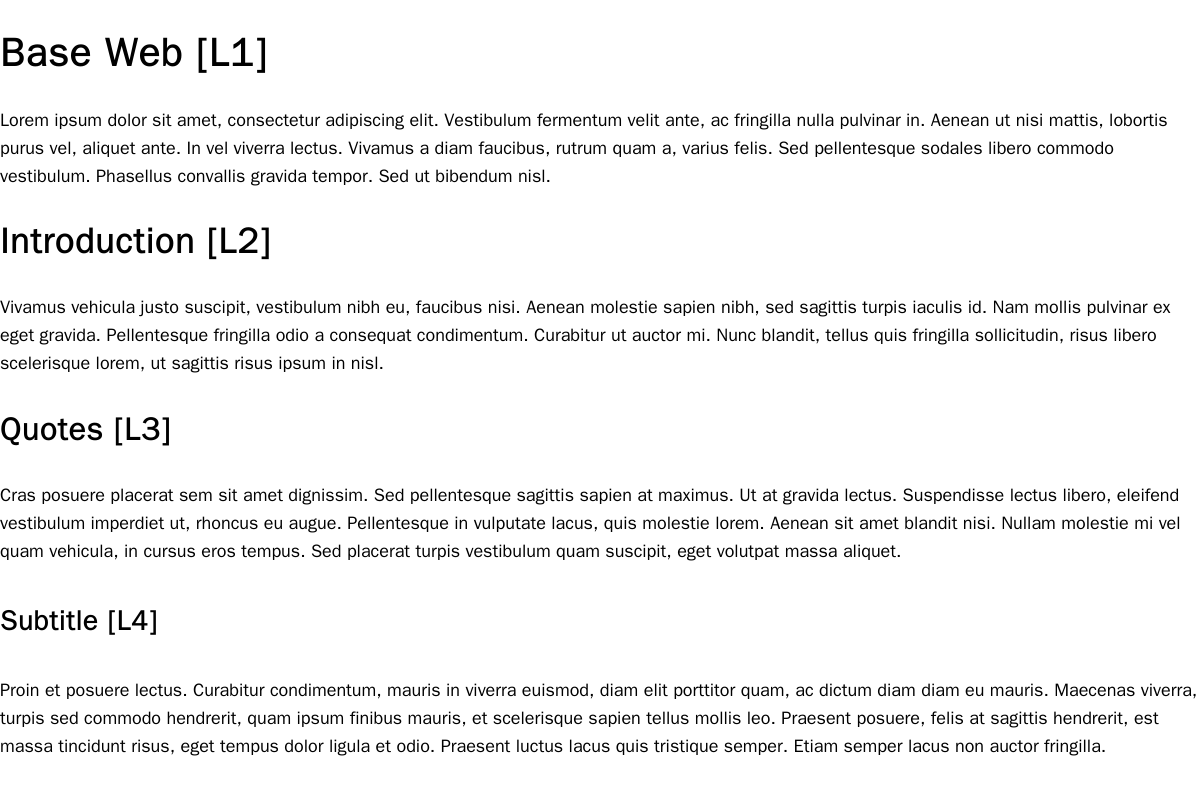 Base Web [L1]
Lorem ipsum dolor sit amet, consectetur adipiscing elit. Vestibulum fermentum velit ante, ac fringilla nulla pulvinar in. Aenean ut nisi mattis, lobortis
purus vel, aliquet ante. In vel viverra lectus. Vivamus a diam faucibus, rutrum quam a, varius felis. Sed pellentesque sodales libero commodo
vestibulum. Phasellus convallis gravida tempor. Sed ut bibendum nisl.
Introduction [L2]
Vivamus vehicula justo suscipit, vestibulum nibh eu, faucibus nisi. Aenean molestie sapien nibh, sed sagittis turpis iaculis id. Nam mollis pulvinar ex
eget gravida. Pellentesque fringilla odio a consequat condimentum. Curabitur ut auctor mi. Nunc blandit, tellus quis fringilla sollicitudin, risus libero
scelerisque lorem, ut sagittis risus ipsum in nisl.
Quotes [L3]
Cras posuere placerat sem sit amet dignissim. Sed pellentesque sagittis sapien at maximus. Ut at gravida lectus. Suspendisse lectus libero, eleifend
vestibulum imperdiet ut, rhoncus eu augue. Pellentesque in vulputate lacus, quis molestie lorem. Aenean sit amet blandit nisi. Nullam molestie mi vel
quam vehicula, in cursus eros tempus. Sed placerat turpis vestibulum quam suscipit, eget volutpat massa aliquet.
Subtitle [L4]
Proin et posuere lectus. Curabitur condimentum, mauris in viverra euismod, diam elit porttitor quam, ac dictum diam diam eu mauris. Maecenas viverra,
turpis sed commodo hendrerit, quam ipsum finibus mauris, et scelerisque sapien tellus mollis leo. Praesent posuere, felis at sagittis hendrerit, est
massa tincidunt risus, eget tempus dolor ligula et odio. Praesent luctus lacus quis tristique semper. Etiam semper lacus non auctor fringilla.